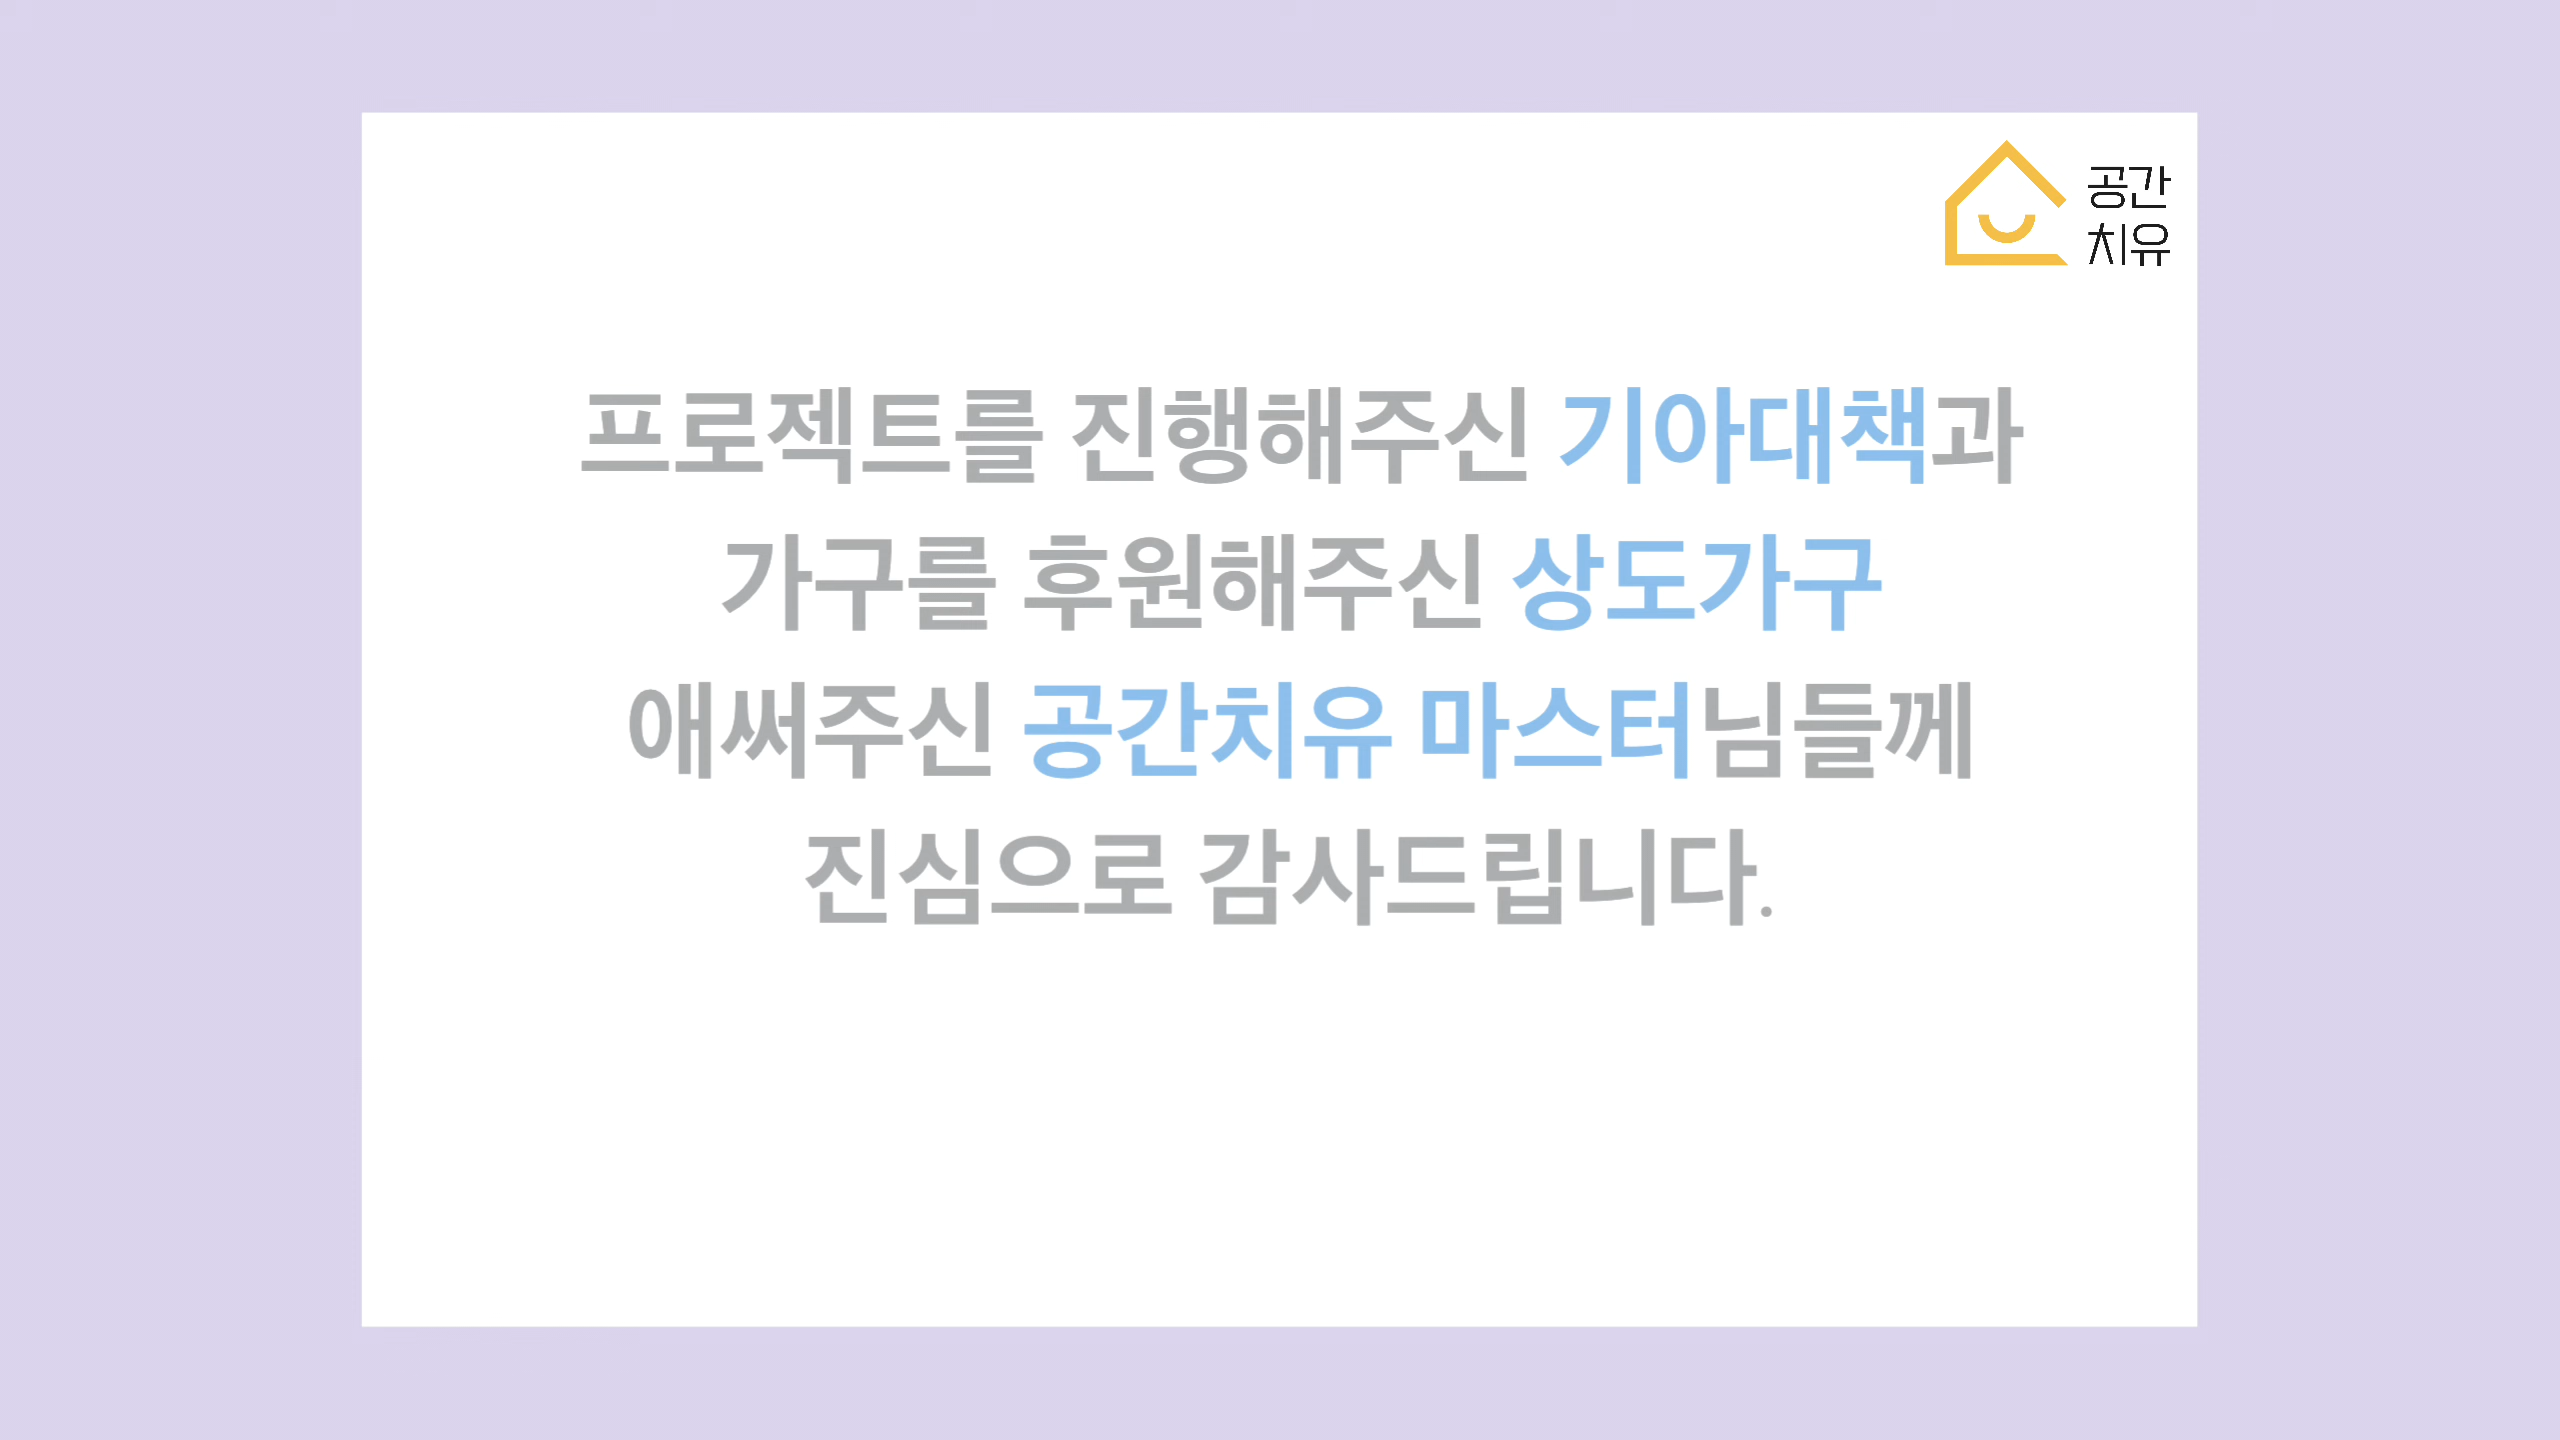 공간
치유
프로젝트를 진행해주신 기아대책과
가구를 후원해주신 상도가구
애써주신 공간치유 마스터님들께
진심으로 감사드립니다.